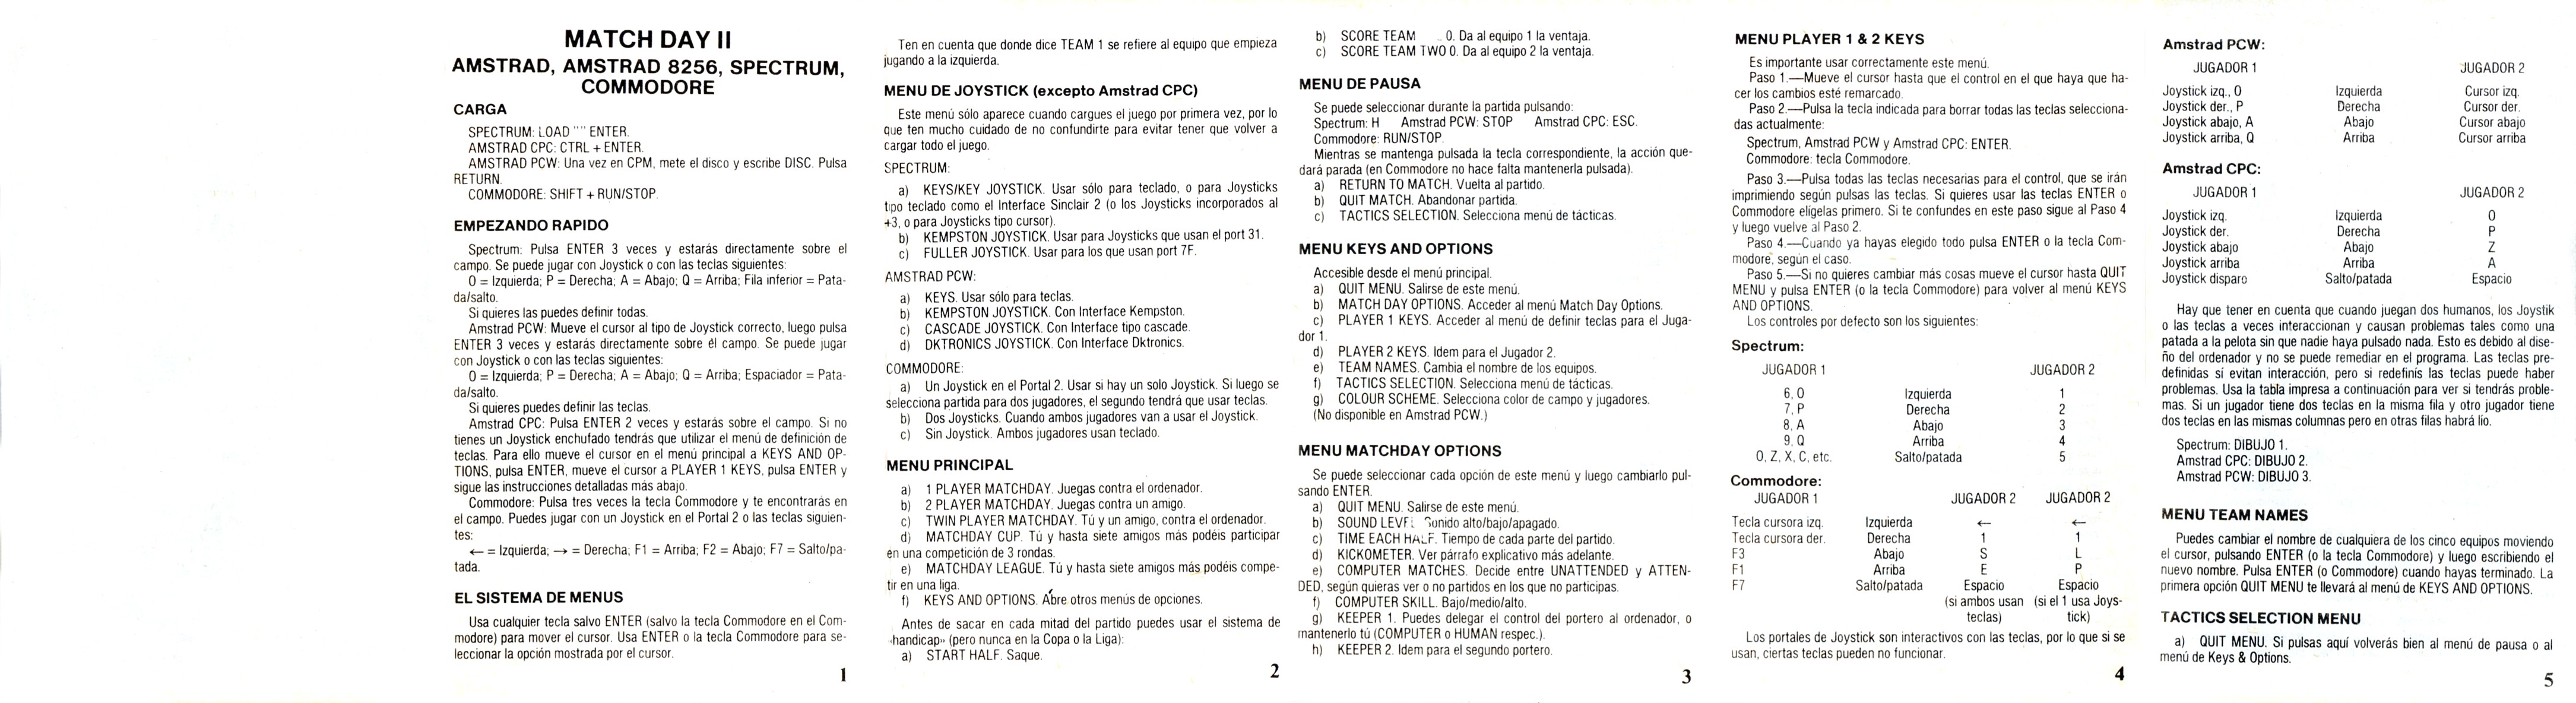 MATCH DAY II
AMSTRAD, AMSTRAD 8256, SPECTRUM,
COMMODORE
CARGA
SPECTRUM: LOAD "" ENTER.
AMSTRAD CPC: CTRL + ENTER.
AMSTRAD PCW: Una vez en CPM, mete el disco y escribe DISC. Pulsa
RETURN.
COMMODORE: SHIFT + RUN/STOP.
EMPEZANDO RAPIDO
Spectrum: Pulsa ENTER 3 veces y estarás directamente sobre el
campo. Se puede jugar con Joystick o con las teclas siguientes:
O = Izquierda; P = Derecha; A = Abajo; Q = Arriba; Fila inferior = Pata-
da/salto.
Si quieres las puedes definir todas.
Amstrad PCW: Mueve el cursor al tipo de Joystick correcto, luego pulsa
ENTER 3 veces y estarás directamente sobre él campo. Se puede jugar
con Joystick o con las teclas siguientes:
O = Izquierda; P = Derecha; A = Abajo; Q = Arriba; Espaciador = Pata-
da/salto.
Si quieres puedes definir las teclas.
Amstrad CPC: Pulsa ENTER 2 veces y estarás sobre el campo. Si no
tienes un Joystick enchufado tendrás que utilizar el menú de definición de
teclas. Para ello mueve el cursor en el menú principal a KEYS AND OP-
TIONS, pulsa ENTER, mueve el cursor a PLAYER 1 KEYS, pulsa ENTER y
sigue las instrucciones detalladas más abajo.
Commodore: Pulsa tres veces la tecla Commodore y te encontrarás en
el campo. Puedes jugar con un Joystick en el Portal 2 o las teclas siguien-
tes:
← = Izquierda; → = Derecha; F1 = Arriba; F2 = Abajo; F7 = Salto/pa-
tada.
EL SISTEMA DE MENUS
Usa cualquier tecla salvo ENTER (salvo la tecla Commodore en el Com-
modore) para mover el cursor. Usa ENTER o la tecla Commodore para se-
leccionar la opción mostrada por el cursor.
1
Ten en cuenta que donde dice TEAM 1 se refiere al equipo que empieza
jugando a la izquierda.
MENU DE JOYSTICK (excepto Amstrad CPC)
Este menú sólo aparece cuando cargues el juego por primera vez, por lo
que ten mucho cuidado de no confundirte para evitar tener que volver a
cargar todo el juego.
SPECTRUM:
a) KEYS/KEY JOYSTICK. Usar sólo para teclado, o para Joysticks
tipo teclado como el Interface Sinclair 2 (o los Joysticks incorporados al
+3, o para Joysticks tipo cursor).
b) KEMPSTON JOYSTICK. Usar para Joysticks que usan el port 31.
c) FULLER JOYSTICK. Usar para los que usan port 7F.
AMSTRAD PCW:
a) KEYS. Usar sólo para teclas.
b) KEMPSTON JOYSTICK. Con Interface Kempston.
c) CASCADE JOYSTICK. Con Interface tipo cascade.
d) DKTRONICS JOYSTICK. Con Interface Dktronics.
COMMODORE:
a) Un Joystick en el Portal 2. Usar si hay un solo Joystick. Si luego se
selecciona partida para dos jugadores, el segundo tendrá que usar teclas.
b) Dos Joysticks. Cuando ambos jugadores van a usar el Joystick.
c) Sin Joystick. Ambos jugadores usan teclado.
MENU PRINCIPAL
a) 1 PLAYER MATCHDAY. Juegas contra el ordenador.
b) 2 PLAYER MATCHDAY. Juegas contra un amigo.
c) TWIN PLAYER MATCHDAY. Tú y un amigo, contra el ordenador.
d) MATCHDAY CUP. Tú y hasta siete amigos más podéis participar
en una competición de 3 rondas.
e) MATCHDAY LEAGUE. Tú y hasta siete amigos más podéis compe-
tir en una liga.
f) KEYS AND OPTIONS. Abre otros menús de opciones.
Antes de sacar en cada mitad del partido puedes usar el sistema de
«handicap» (pero nunca en la Copa o la Liga):
a) START HALF. Saque.
2
b) SCORE TEAM 0. Da al equipo 1 la ventaja.
c) SCORE TEAM TWO 0. Da al equipo 2 la ventaja.
MENU DE PAUSA
Se puede seleccionar durante la partida pulsando:
Spectrum: H Amstrad PCW: STOP Amstrad CPC: ESC.
Commodore: RUN/STOP.
Mientras se mantenga pulsada la tecla correspondiente, la acción que-
dará parada (en Commodore no hace falta mantenerla pulsada).
a) RETURN TO MATCH. Vuelta al partido.
b) QUIT MATCH. Abandonar partida.
c) TACTICS SELECTION. Selecciona menú de tácticas.
MENU KEYS AND OPTIONS
Accesible desde el menú principal.
a) QUIT MENU. Salirse de este menú.
b) MATCH DAY OPTIONS. Acceder al menú Match Day Options.
c) PLAYER 1 KEYS. Acceder al menú de definir teclas para el Juga-
dor 1.
d) PLAYER 2 KEYS. Idem para el Jugador 2.
e) TEAM NAMES. Cambia el nombre de los equipos.
f) TACTICS SELECTION. Selecciona menú de tácticas.
g) COLOUR SCHEME. Selecciona color de campo y jugadores.
(No disponible en Amstrad PCW.)
MENU MATCHDAY OPTIONS
Se puede seleccionar cada opción de este menú y luego cambiarlo pul-
sando ENTER.
a) QUIT MENU. Salirse de este menú.
b) SOUND LEVEL Sonido alto/bajo/apagado.
c) TIME EACH HALF. Tiempo de cada parte del partido.
d) KICKOMETER. Ver párrafo explicativo más adelante.
e) COMPUTER MATCHES. Decide entre UNATTENDED y ATTEN-
DED, según quieras ver o no partidos en los que no participas.
f) COMPUTER SKILL. Bajo/medio/alto.
g) KEEPER 1. Puedes delegar el control del portero al ordenador, o
mantenerlo tú (COMPUTER o HUMAN respec.).
h) KEEPER 2. Idem para el segundo portero.
3
MENU PLAYER 1 & 2 KEYS
Es importante usar correctamente este menú.
Paso 1.—Mueve el cursor hasta que el control en el que haya que ha-
cer los cambios esté remarcado.
Paso 2.—Pulsa la tecla indicada para borrar todas las teclas selecciona-
das actualmente:
Spectrum, Amstrad PCW y Amstrad CPC: ENTER.
Commodore: tecla Commodore.
Paso 3.—Pulsa todas las teclas necesarias para el control, que se irán
imprimiendo según pulsas las teclas. Si quieres usar las teclas ENTER o
Commodore elígelas primero. Si te confundes en este paso sigue al Paso 4
y luego vuelve al Paso 2.
Paso 4.—Cuando ya hayas elegido todo pulsa ENTER o la tecla Com-
modore, según el caso.
Paso 5.—Si no quieres cambiar más cosas mueve el cursor hasta QUIT
MENU y pulsa ENTER (o la tecla Commodore) para volver al menú KEYS
AND OPTIONS.
Los controles por defecto son los siguientes:
Spectrum:
JUGADOR 1 JUGADOR 2
6, O Izquierda 1
7, P Derecha 2
8, A Abajo 3
9, Q Arriba 4
0, Z, X, C, etc. Salto/patada 5
Commodore:
JUGADOR 1 JUGADOR 2 JUGADOR 2
Tecla cursora izq. Izquierda ← ←
Tecla cursora der. Derecha 1 1
F3 Abajo S L
F1 Arriba E P
F7 Salto/patada Espacio Espacio
(si ambos usan (si el 1 usa Joys-
teclas) tick)
Los portales de Joystick son interactivos con las teclas, por lo que si se
usan, ciertas teclas pueden no funcionar.
4
Amstrad PCW:
JUGADOR 1 JUGADOR 2
Joystick izq., O Izquierda Cursor izq.
Joystick der., P Derecha Cursor der.
Joystick abajo, A Abajo Cursor abajo
Joystick arriba, Q Arriba Cursor arriba
Amstrad CPC:
JUGADOR 1 JUGADOR 2
Joystick izq. Izquierda O
Joystick der. Derecha P
Joystick abajo Abajo Z
Joystick arriba Arriba A
Joystick disparo Salto/patada Espacio
Hay que tener en cuenta que cuando juegan dos humanos, los Joystik
o las teclas a veces interaccionan y causan problemas tales como una
patada a la pelota sin que nadie haya pulsado nada. Esto es debido al dise-
ño del ordenador y no se puede remediar en el programa. Las teclas pre-
definidas sí evitan interacción, pero si redefinís las teclas puede haber
problemas. Usa la tabla impresa a continuación para ver si tendrás proble-
mas. Si un jugador tiene dos teclas en la misma fila y otro jugador tiene
dos teclas en las mismas columnas pero en otras filas habrá lío.
Spectrum: DIBUJO 1.
Amstrad CPC: DIBUJO 2.
Amstrad PCW: DIBUJO 3.
MENU TEAM NAMES
Puedes cambiar el nombre de cualquiera de los cinco equipos moviendo
el cursor, pulsando ENTER (o la tecla Commodore) y luego escribiendo el
nuevo nombre. Pulsa ENTER (o Commodore) cuando hayas terminado. La
primera opción QUIT MENU te llevará al menú de KEYS AND OPTIONS.
TACTICS SELECTION MENU
a) QUIT MENU. Si pulsas aquí volverás bien al menú de pausa o al
menú de Keys & Options.
5